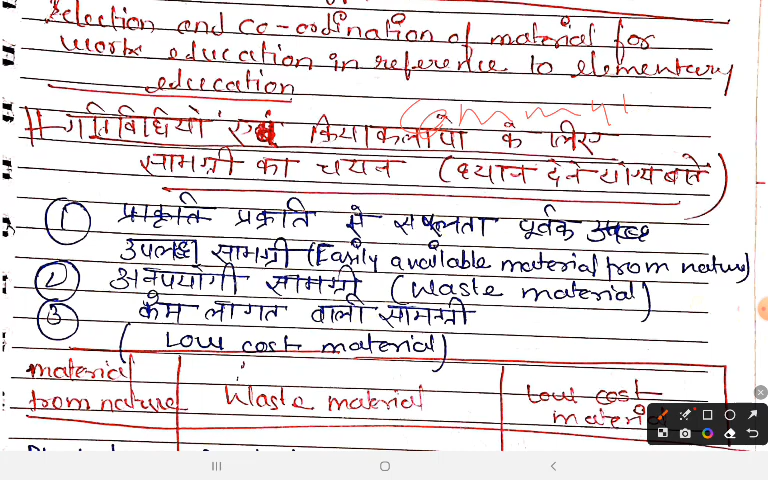 selection and co-ordination of material for
work education in reference to elementary
education
# गतिविधियों एवं क्रियाकलापों के लिए
सामग्री का चयन (ध्यान देने योग्य बातें)
① प्रकृति से सफलता पूर्वक
उपलब्ध सामग्री (Easily available material from nature)
② अनुपयोगी सामग्री (waste material)
③ कम लागत वाली सामग्री
(Low cost material)
material from nature
Waste material
Low cost material